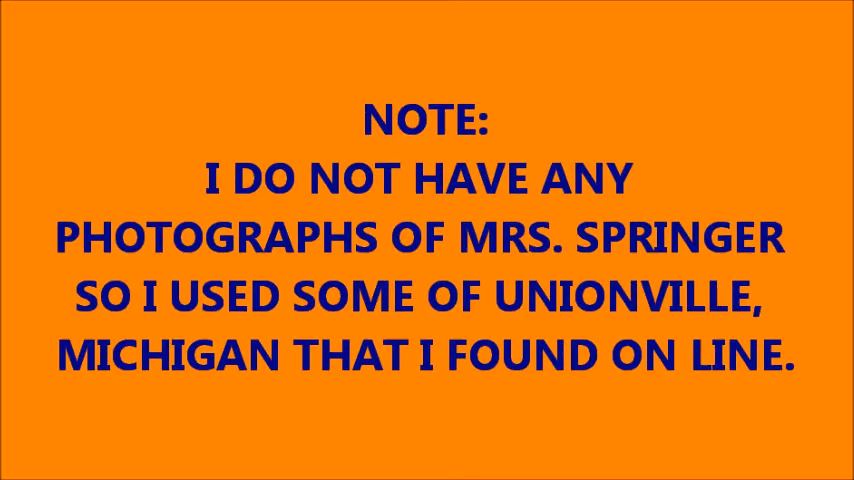 NOTE:
I DO NOT HAVE ANY
PHOTOGRAPHS OF MRS. SPRINGER
SO I USED SOME OF UNIONVILLE,
MICHIGAN THAT I FOUND ON LINE.